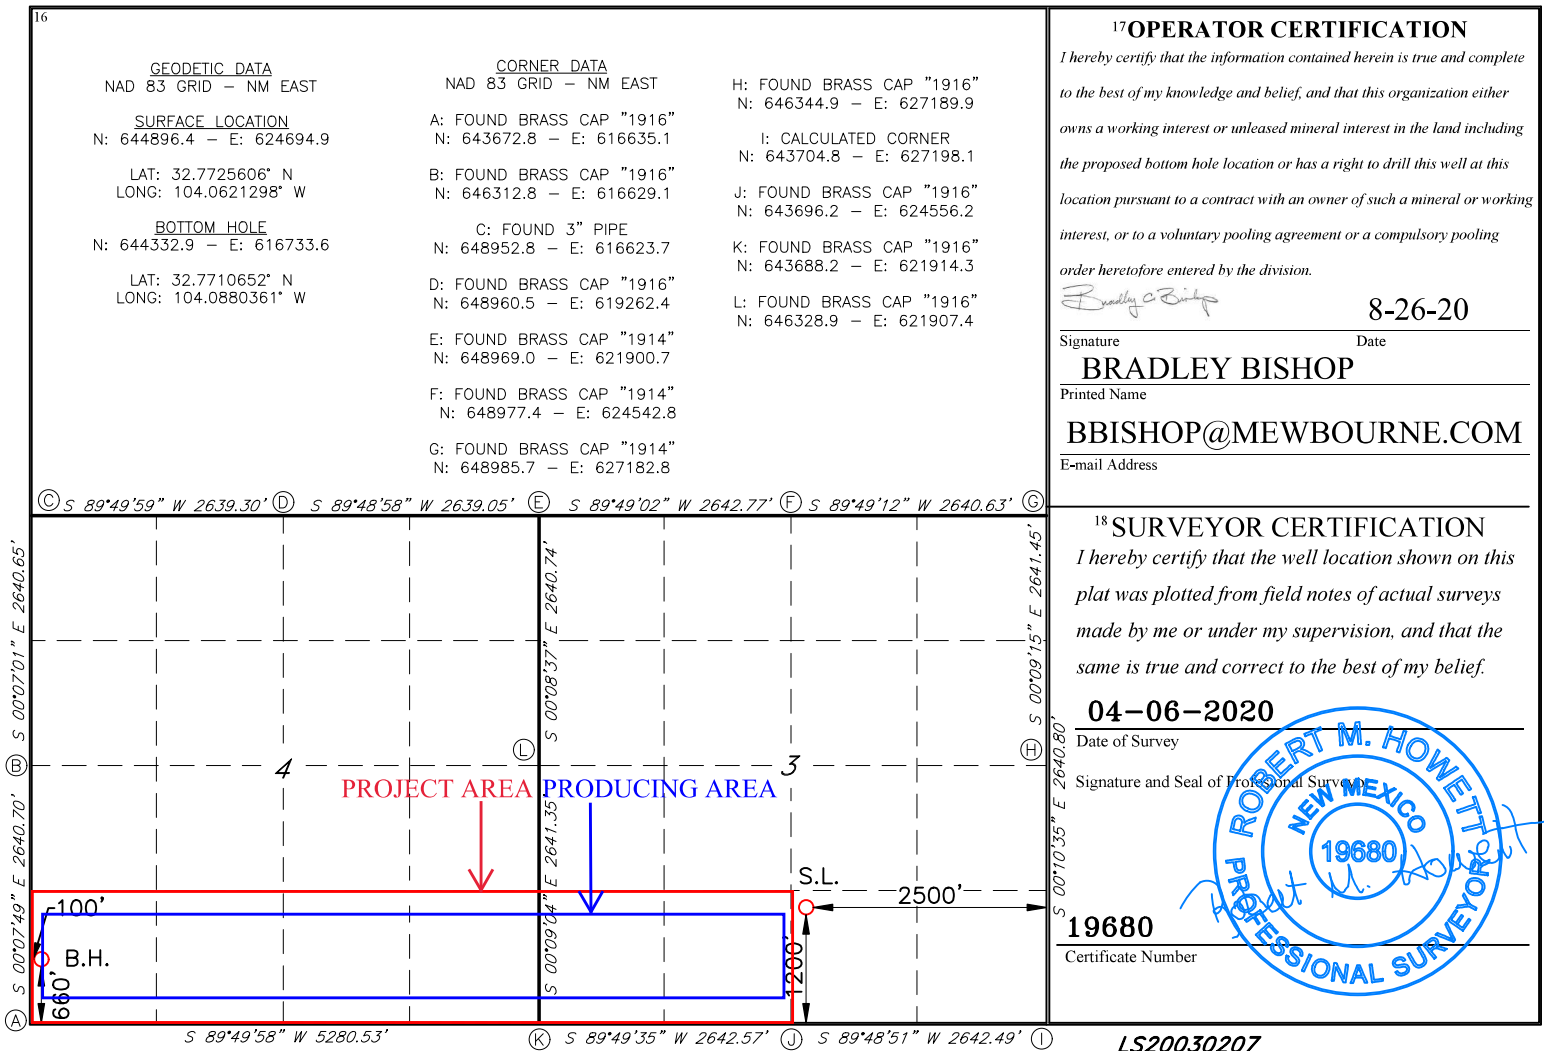 16
GEODETIC DATA
NAD 83 GRID – NM EAST
SURFACE LOCATION
N: 644896.4 – E: 624694.9
LAT: 32.7725606° N
LONG: 104.0621298° W
BOTTOM HOLE
N: 644332.9 – E: 616733.6
LAT: 32.7710652° N
LONG: 104.0880361° W
CORNER DATA
NAD 83 GRID – NM EAST
A: FOUND BRASS CAP "1916"
N: 643672.8 – E: 616635.1
B: FOUND BRASS CAP "1916"
N: 646312.8 – E: 616629.1
C: FOUND 3" PIPE
N: 648952.8 – E: 616623.7
D: FOUND BRASS CAP "1916"
N: 648960.5 – E: 619262.4
E: FOUND BRASS CAP "1914"
N: 648969.0 – E: 621900.7
F: FOUND BRASS CAP "1914"
N: 648977.4 – E: 624542.8
G: FOUND BRASS CAP "1914"
N: 648985.7 – E: 627182.8
H: FOUND BRASS CAP "1916"
N: 646344.9 – E: 627189.9
I: CALCULATED CORNER
N: 643704.8 – E: 627198.1
J: FOUND BRASS CAP "1916"
N: 643696.2 – E: 624556.2
K: FOUND BRASS CAP "1916"
N: 643688.2 – E: 621914.3
L: FOUND BRASS CAP "1916"
N: 646328.9 – E: 621907.4
C S 89°49'59" W 2639.30' D S 89°48'58" W 2639.05' E S 89°49'02" W 2642.77' F S 89°49'12" W 2640.63' G
S 00°07'01" E 2640.65'
S 00°08'37" E 2640.74'
S 00°09'15" E 2641.45'
B
L
H
4
3
PROJECT AREA
PRODUCING AREA
S 00°07'49" E 2640.70'
S 00°09'04" E 2641.35'
S 00°10'35" E 2640.80'
S.L.
2500'
1200'
100'
B.H.
660'
A S 89°49'58" W 5280.53' K S 89°49'35" W 2642.57' J S 89°48'51" W 2642.49' I
17 OPERATOR CERTIFICATION
I hereby certify that the information contained herein is true and complete
to the best of my knowledge and belief, and that this organization either
owns a working interest or unleased mineral interest in the land including
the proposed bottom hole location or has a right to drill this well at this
location pursuant to a contract with an owner of such a mineral or working
interest, or to a voluntary pooling agreement or a compulsory pooling
order heretofore entered by the division.
Bradley C Bishop
8-26-20
Signature Date
BRADLEY BISHOP
Printed Name
BBISHOP@MEWBOURNE.COM
E-mail Address
18 SURVEYOR CERTIFICATION
I hereby certify that the well location shown on this
plat was plotted from field notes of actual surveys
made by me or under my supervision, and that the
same is true and correct to the best of my belief.
04–06–2020
Date of Survey
Signature and Seal of Professional Surveyor
ROBERT M. HOWETT
NEW MEXICO
19680
PROFESSIONAL SURVEYOR
Robert M. Howett
19680
Certificate Number
LS20030207